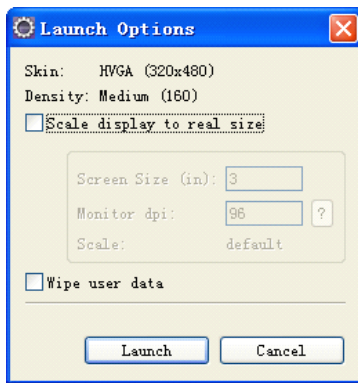 Launch Options
Skin: HVGA (320x480)
Density: Medium (160)
Scale display to real size
Screen Size (in): 3
Monitor dpi: 96 ?
Scale: default
Wipe user data
Launch Cancel